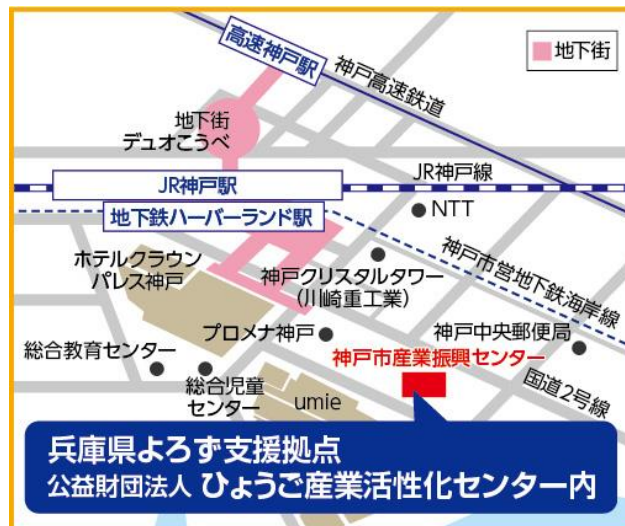 高速神戸駅
神戸高速鉄道
地下街
地下街
デュオこうべ
JR神戸駅
JR神戸線
地下鉄ハーバーランド駅
NTT
神戸市営地下鉄海岸線
ホテルクラウン
パレス神戸
神戸クリスタルタワー
(川崎重工業)
プロメナ神戸
神戸中央郵便局
総合教育センター
神戸市産業振興センター
総合児童
センター
umie
国道2号線
兵庫県よろず支援拠点
公益財団法人 ひょうご産業活性化センター内